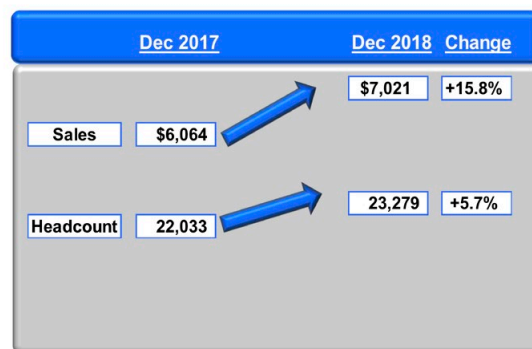 Dec 2017 Dec 2018 Change
$7,021 +15.8%
Sales $6,064
23,279 +5.7%
Headcount 22,033